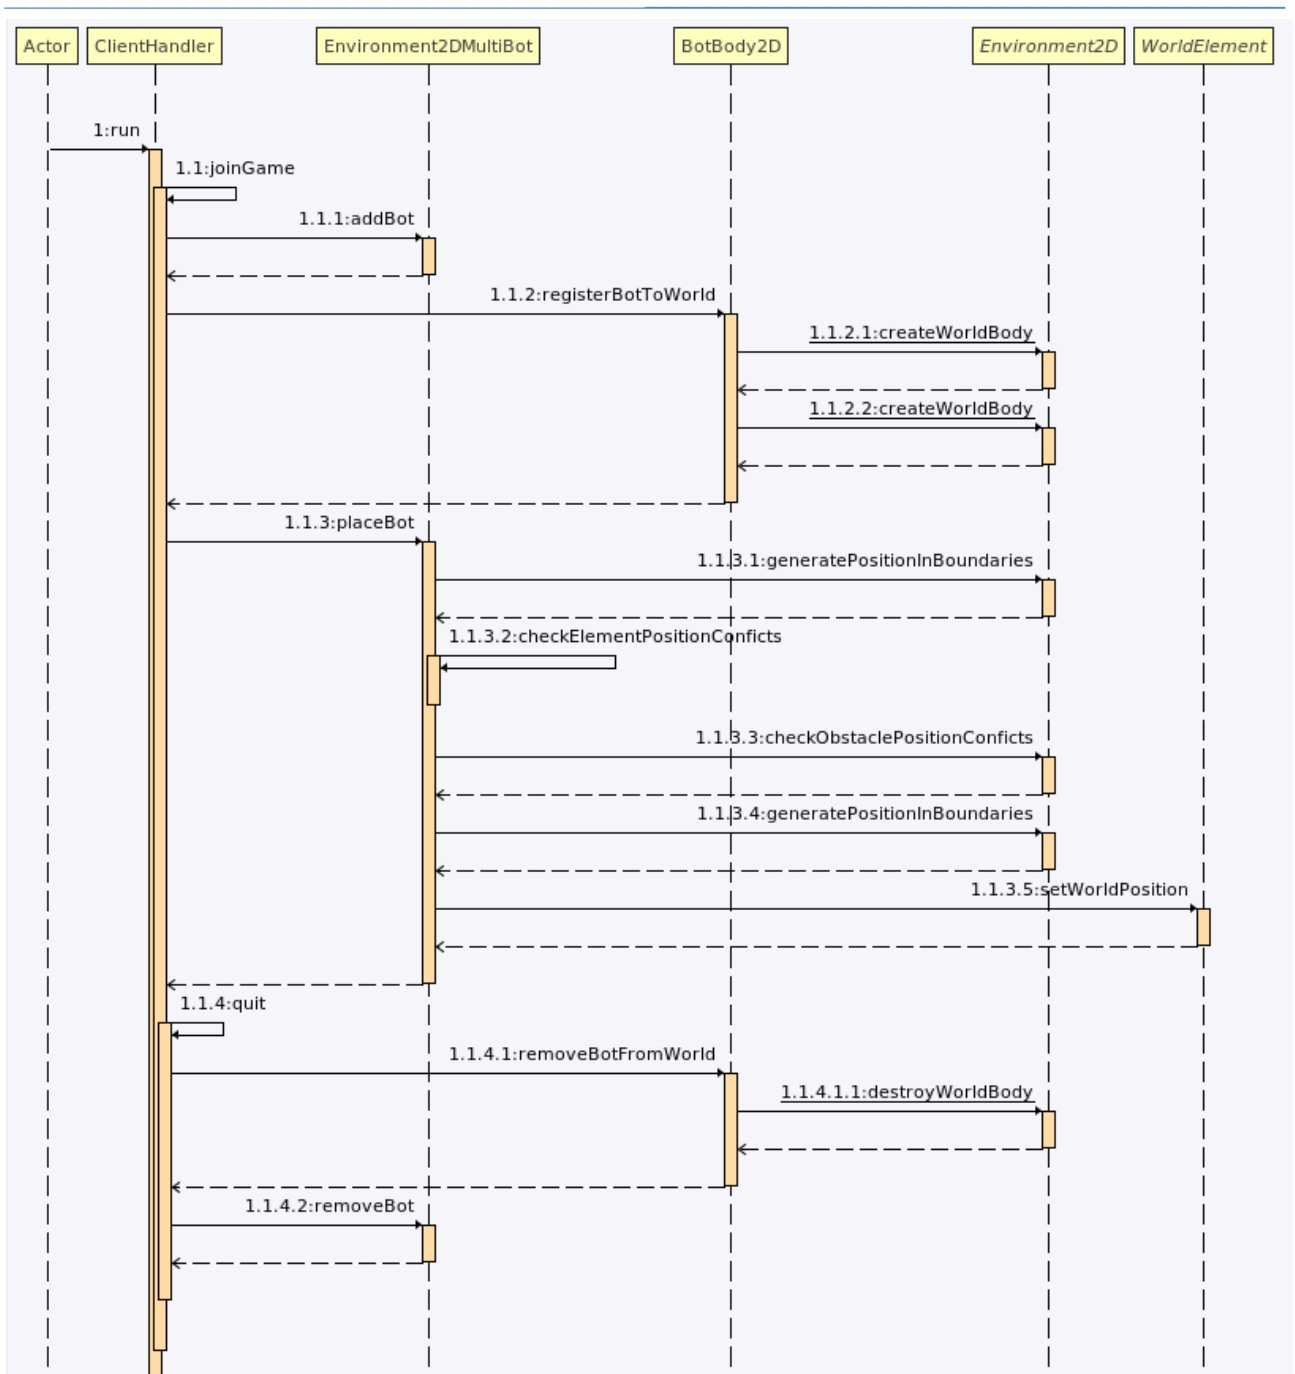 Actor ClientHandler Environment2DMultiBot BotBody2D Environment2D WorldElement
1:run
1.1:joinGame
1.1.1:addBot
1.1.2:registerBotToWorld
1.1.2.1:createWorldBody
1.1.2.2:createWorldBody
1.1.3:placeBot
1.1.3.1:generatePositionInBoundaries
1.1.3.2:checkElementPositionConficts
1.1.3.3:checkObstaclePositionConficts
1.1.3.4:generatePositionInBoundaries
1.1.3.5:setWorldPosition
1.1.4:quit
1.1.4.1:removeBotFromWorld
1.1.4.1.1:destroyWorldBody
1.1.4.2:removeBot